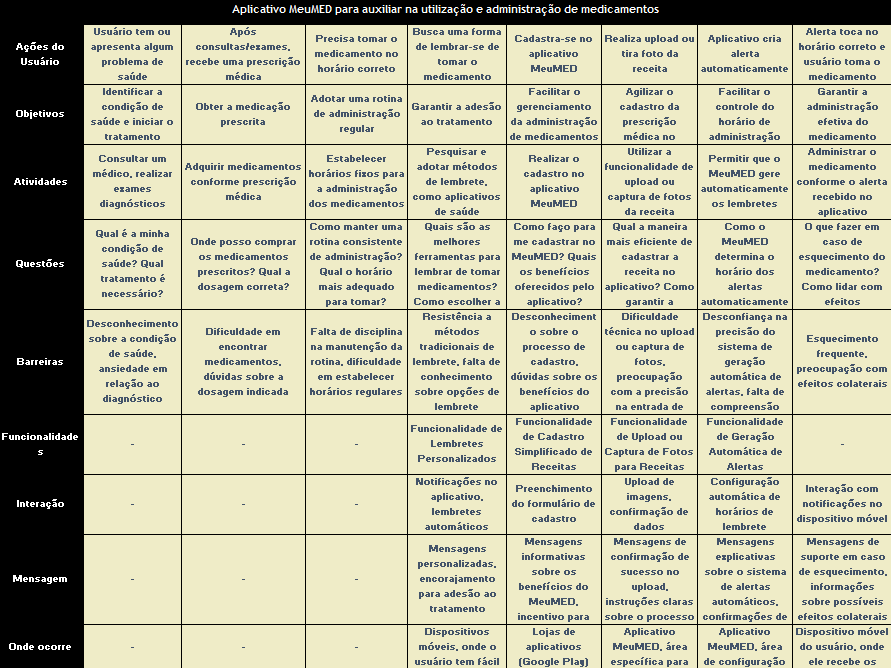 Aplicativo MeuMED para auxiliar na utilização e administração de medicamentos
Ações do
Usuário
Usuário tem ou
apresenta algum
problema de
saúde
Após
consultas/exames,
recebe uma prescrição
médica
Precisa tomar o
medicamento no
horário correto
Busca uma forma
de lembrar-se de
tomar o
medicamento
Cadastra-se no
aplicativo
MeuMED
Realiza upload ou
tira foto da
receita
Aplicativo cria
alerta
automaticamente
Alerta toca no
horário correto e
usuário toma o
medicamento
Objetivos
Identificar a
condição de
saúde e iniciar o
tratamento
Obter a medicação
prescrita
Adotar uma rotina
de administração
regular
Garantir a adesão
ao tratamento
Facilitar o
gerenciamento
da administração
de medicamentos
Agilizar o
cadastro da
prescrição
médica no
Facilitar o
controle do
horário de
administração
Garantir a
administração
efetiva do
medicamento
Atividades
Consultar um
médico, realizar
exames
diagnósticos
Adquirir medicamentos
conforme prescrição
médica
Estabelecer
horários fixos para
a administração
dos medicamentos
Pesquisar e
adotar métodos
de lembrete,
como aplicativos
de saúde
Realizar o
cadastro no
aplicativo
MeuMED
Utilizar a
funcionalidade de
upload ou
captura de fotos
da receita
Permitir que o
MeuMED gere
automaticamente
os lembretes
Administrar o
medicamento
conforme o alerta
recebido no
aplicativo
Questões
Qual é a minha
condição de
saúde? Qual
tratamento é
necessário?
Onde posso comprar
os medicamentos
prescritos? Qual a
dosagem correta?
Como manter uma
rotina consistente
de administração?
Qual o horário
mais adequado
para tomar?
Quais são as
melhores
ferramentas para
lembrar de tomar
medicamentos?
Como escolher a
Como faço para
me cadastrar no
MeuMED? Quais
os benefícios
oferecidos pelo
aplicativo?
Qual a maneira
mais eficiente de
cadastrar a
receita no
aplicativo? Como
garantir a
Como o
MeuMED
determina o
horário dos
alertas
automaticamente
O que fazer em
caso de
esquecimento do
medicamento?
Como lidar com
efeitos
Barreiras
Desconhecimento
sobre a condição
de saúde,
ansiedade em
relação ao
diagnóstico
Dificuldade em
encontrar
medicamentos,
dúvidas sobre a
dosagem indicada
Falta de disciplina
na manutenção da
rotina, dificuldade
em estabelecer
horários regulares
Resistência a
métodos
tradicionais de
lembrete, falta de
conhecimento
sobre opções de
lembrete
Desconheciment
o sobre o
processo de
cadastro,
dúvidas sobre os
benefícios do
aplicativo
Dificuldade
técnica no upload
ou captura de
fotos,
preocupação
com a precisão
na entrada de
Desconfiança na
precisão do
sistema de
geração
automática de
alertas, falta de
compreensão
Esquecimento
frequente,
preocupação com
efeitos colaterais
Funcionalidade
s
-
-
-
Funcionalidade de
Lembretes
Personalizados
Funcionalidade
de Cadastro
Simplificado de
Receitas
Funcionalidade
de Upload ou
Captura de Fotos
para Receitas
Funcionalidade
de Geração
Automática de
Alertas
-
Interação
-
-
-
Notificações no
aplicativo,
lembretes
automáticos
Preenchimento
do formulário de
cadastro
Upload de
imagens,
confirmação de
dados
Configuração
automática de
horários de
lembrete
Interação com
notificações no
dispositivo móvel
Mensagem
-
-
-
Mensagens
personalizadas,
encorajamento
para adesão ao
tratamento
Mensagens
informativas
sobre os
benefícios do
MeuMED,
incentivo para
Mensagens de
confirmação de
sucesso no
upload,
instruções claras
sobre o processo
Mensagens
explicativas
sobre o sistema
de alertas
automáticos,
confirmações de
Mensagens de
suporte em caso
de esquecimento,
informações
sobre possíveis
efeitos colaterais
Onde ocorre
-
-
-
Dispositivos
móveis, onde o
usuário tem fácil
Lojas de
aplicativos
(Google Play)
Aplicativo
MeuMED, área
específica para
Aplicativo
MeuMED, área
de configuração
Dispositivo móvel
do usuário, onde
ele recebe os